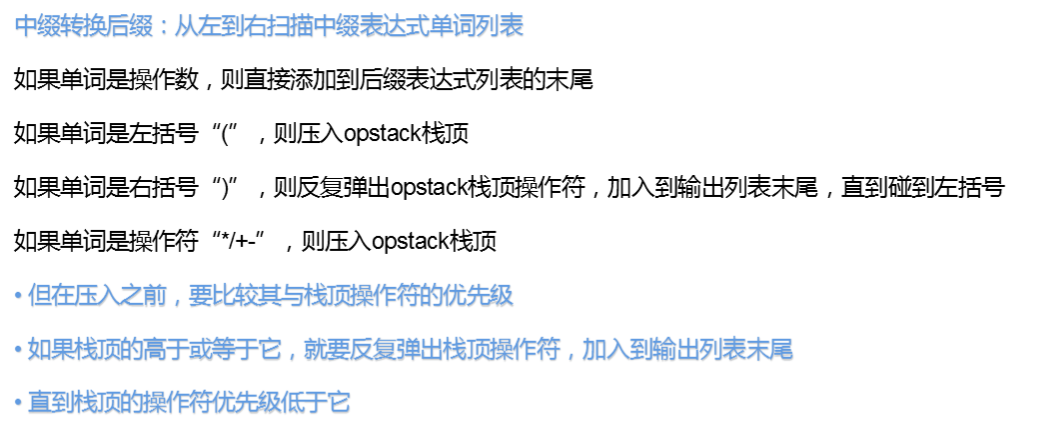 中缀转换后缀：从左到右扫描中缀表达式单词列表
如果单词是操作数，则直接添加到后缀表达式列表的末尾
如果单词是左括号“(”，则压入opstack栈顶
如果单词是右括号“)”，则反复弹出opstack栈顶操作符，加入到输出列表末尾，直到碰到左括号
如果单词是操作符“*/+-”，则压入opstack栈顶
• 但在压入之前，要比较其与栈顶操作符的优先级
• 如果栈顶的高于或等于它，就要反复弹出栈顶操作符，加入到输出列表末尾
• 直到栈顶的操作符优先级低于它